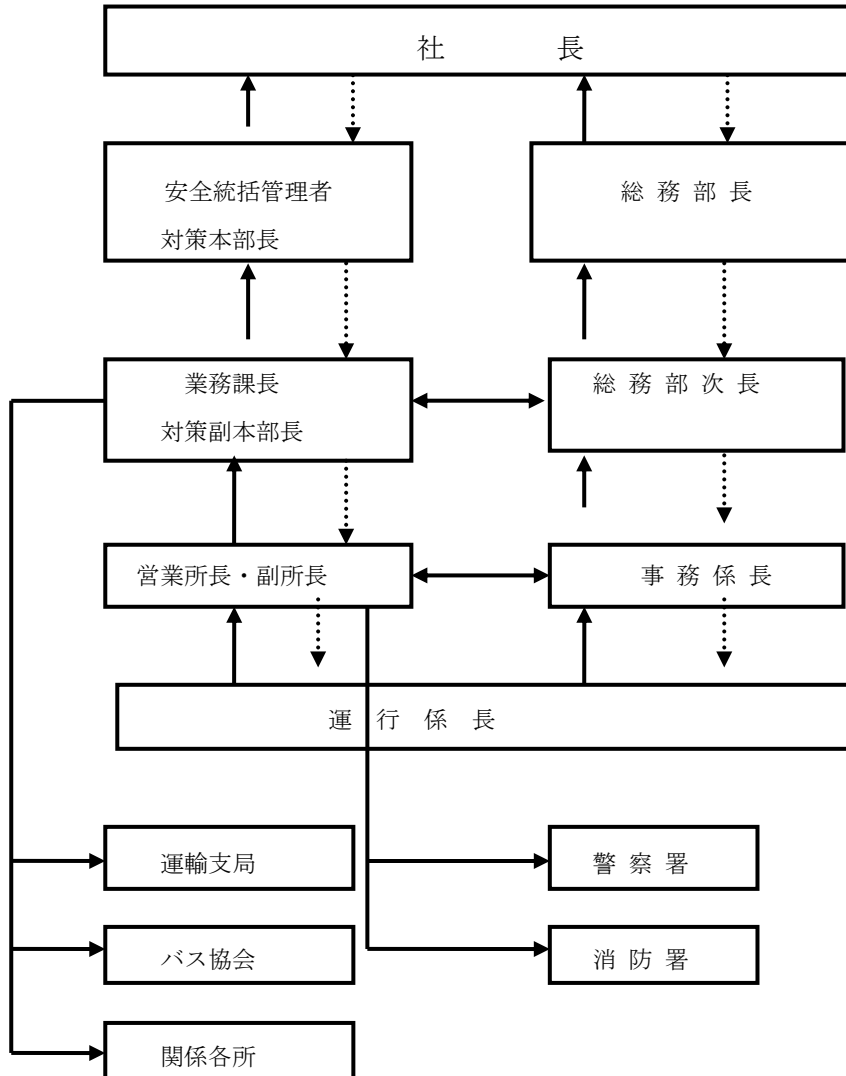 社　長
安全統括管理者
対策本部長
総 務 部 長
業務課長
対策副本部長
総 務 部 次 長
営業所長・副所長
事 務 係 長
運 行 係 長
運輸支局
警 察 署
バス協会
消 防 署
関係各所